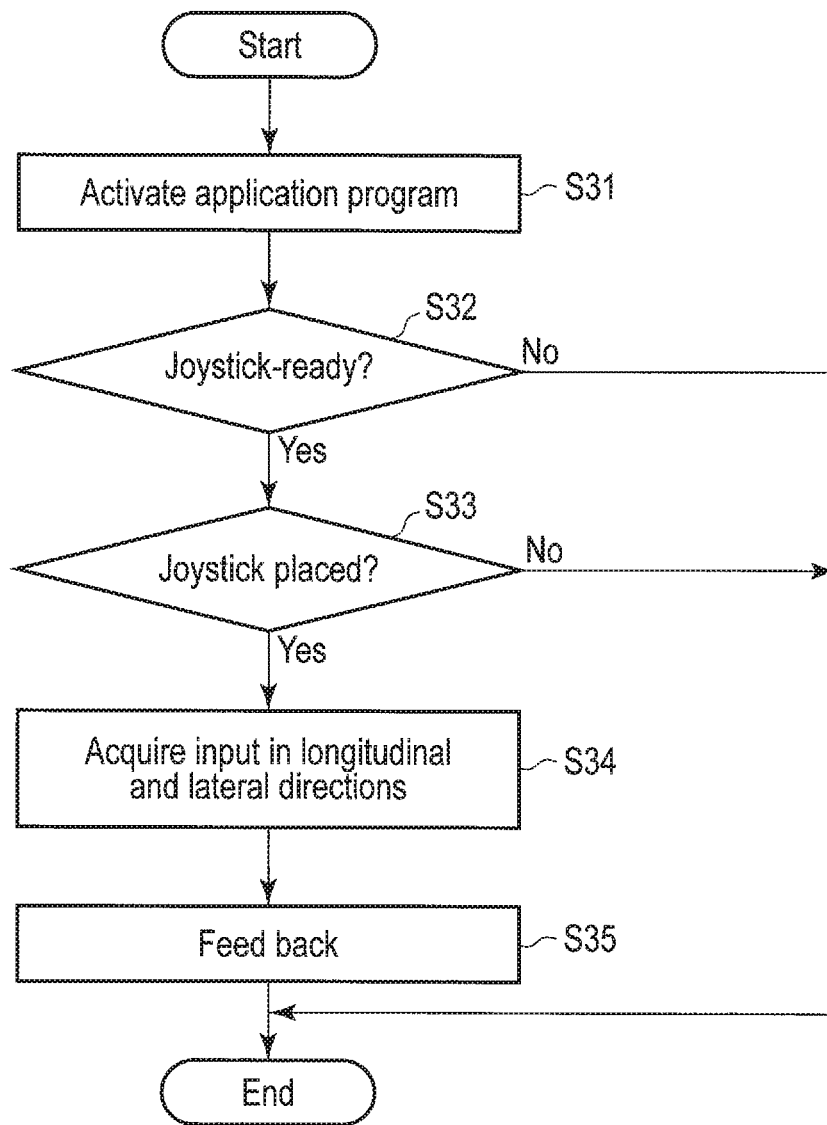 Start
Activate application program
S31
S32
Joystick-ready?
No
Yes
S33
Joystick placed?
No
Yes
Acquire input in longitudinal
and lateral directions
S34
Feed back
S35
End